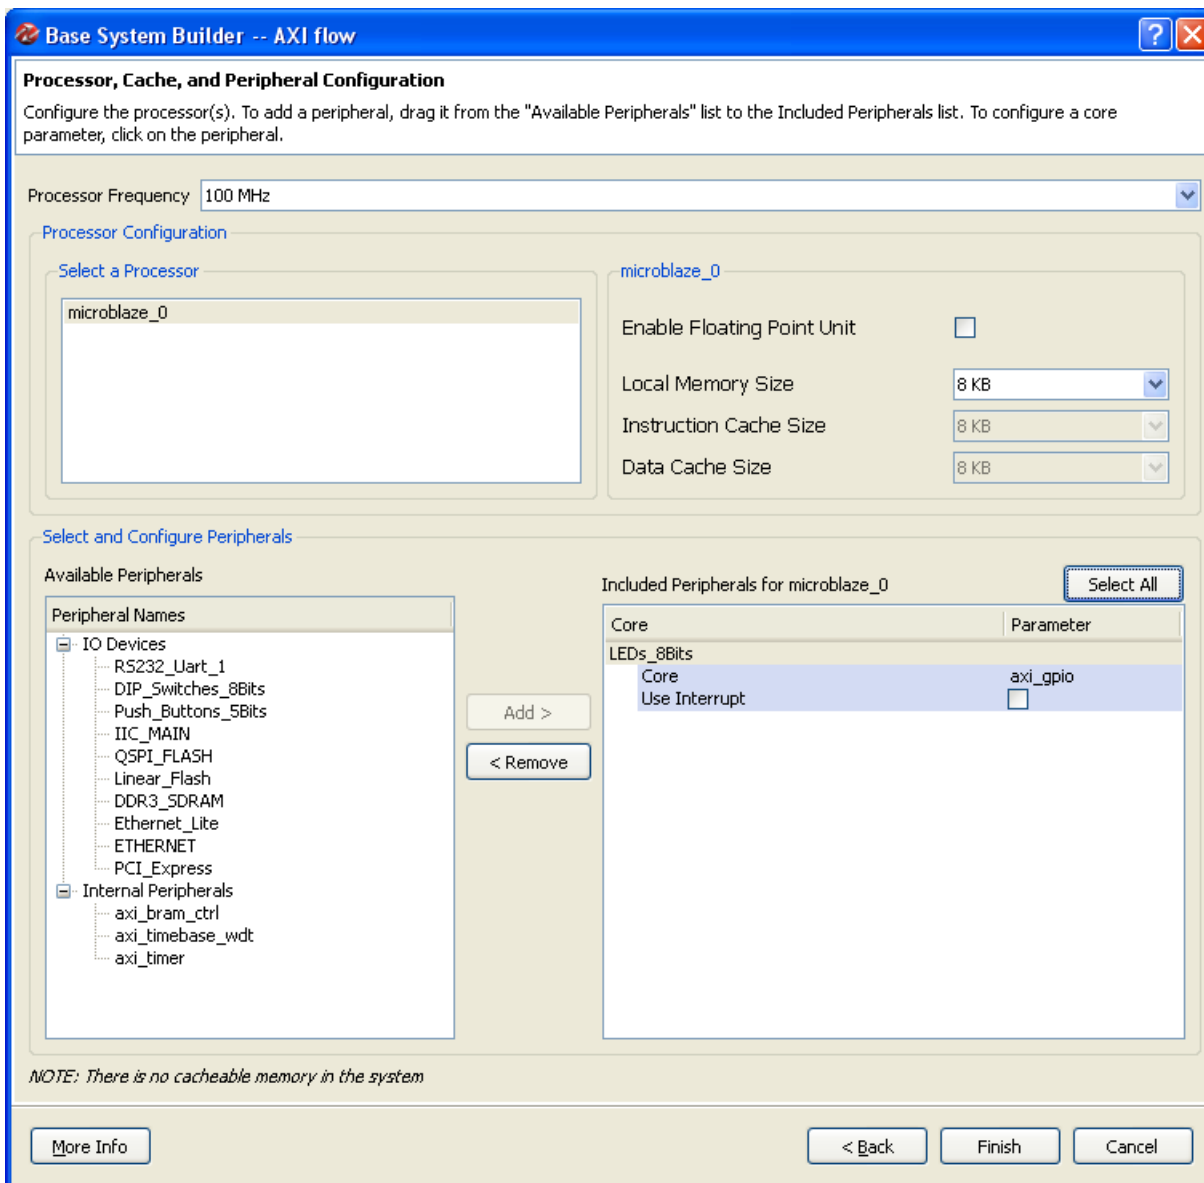 Base System Builder -- AXI flow
Processor, Cache, and Peripheral Configuration
Configure the processor(s). To add a peripheral, drag it from the "Available Peripherals" list to the Included Peripherals list. To configure a core
parameter, click on the peripheral.
Processor Frequency 100 MHz
Processor Configuration
Select a Processor
microblaze_0
microblaze_0
Enable Floating Point Unit
Local Memory Size 8 KB
Instruction Cache Size 8 KB
Data Cache Size 8 KB
Select and Configure Peripherals
Available Peripherals
Peripheral Names
IO Devices
RS232_Uart_1
DIP_Switches_8Bits
Push_Buttons_5Bits
IIC_MAIN
QSPI_FLASH
Linear_Flash
DDR3_SDRAM
Ethernet_Lite
ETHERNET
PCI_Express
Internal Peripherals
axi_bram_ctrl
axi_timebase_wdt
axi_timer
Add >
< Remove
Included Peripherals for microblaze_0
Select All
Core Parameter
LEDs_8Bits
Core axi_gpio
Use Interrupt
NOTE: There is no cacheable memory in the system
More Info
< Back
Finish
Cancel